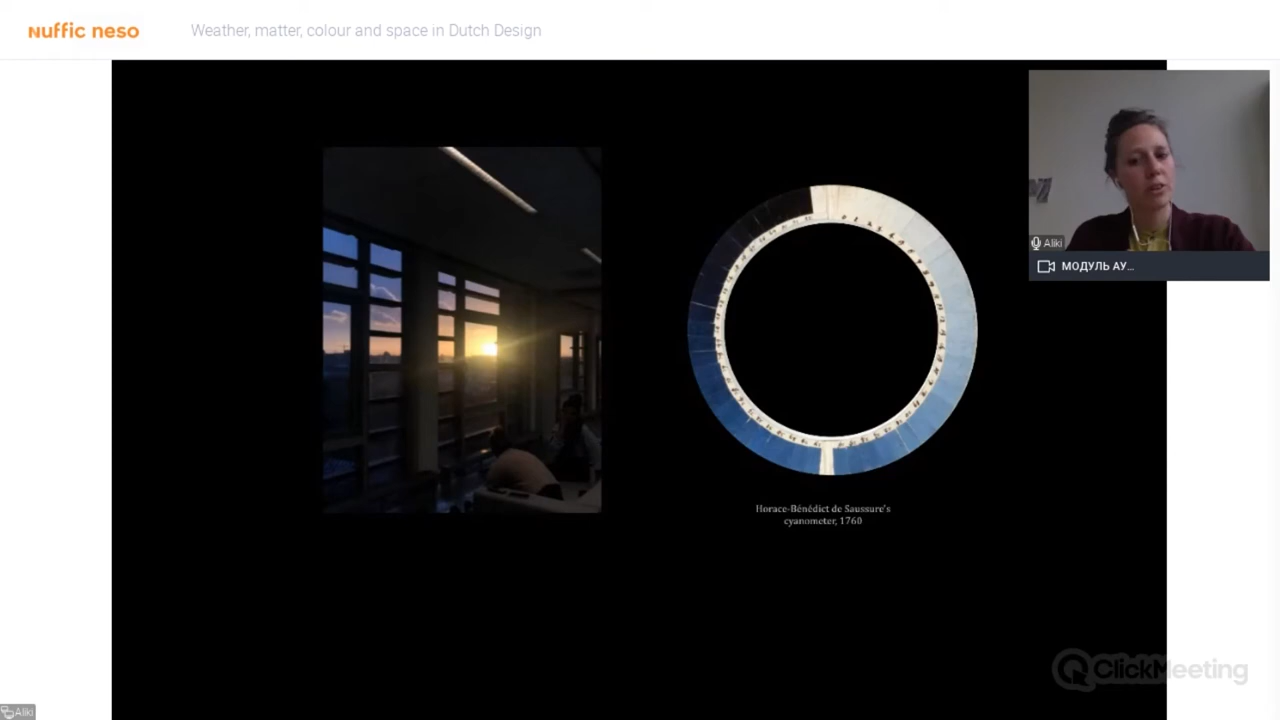 nuffic neso
Weather, matter, colour and space in Dutch Design
Aliki
МОДУЛЬ АУ...
Horace-Bénédict de Saussure's
cyanometer, 1760
ClickMeeting
Aliki